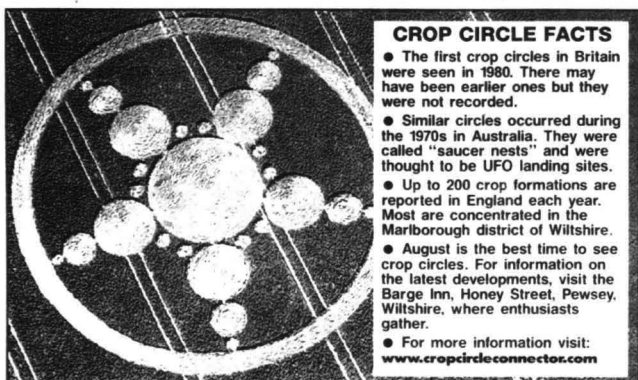 CROP CIRCLE FACTS
● The first crop circles in Britain
were seen in 1980. There may
have been earlier ones but they
were not recorded.
● Similar circles occurred during
the 1970s in Australia. They were
called "saucer nests" and were
thought to be UFO landing sites.
● Up to 200 crop formations are
reported in England each year.
Most are concentrated in the
Marlborough district of Wiltshire.
● August is the best time to see
crop circles. For information on
the latest developments, visit the
Barge Inn, Honey Street, Pewsey,
Wiltshire, where enthusiasts
gather.
● For more information visit:
www.cropcircleconnector.com